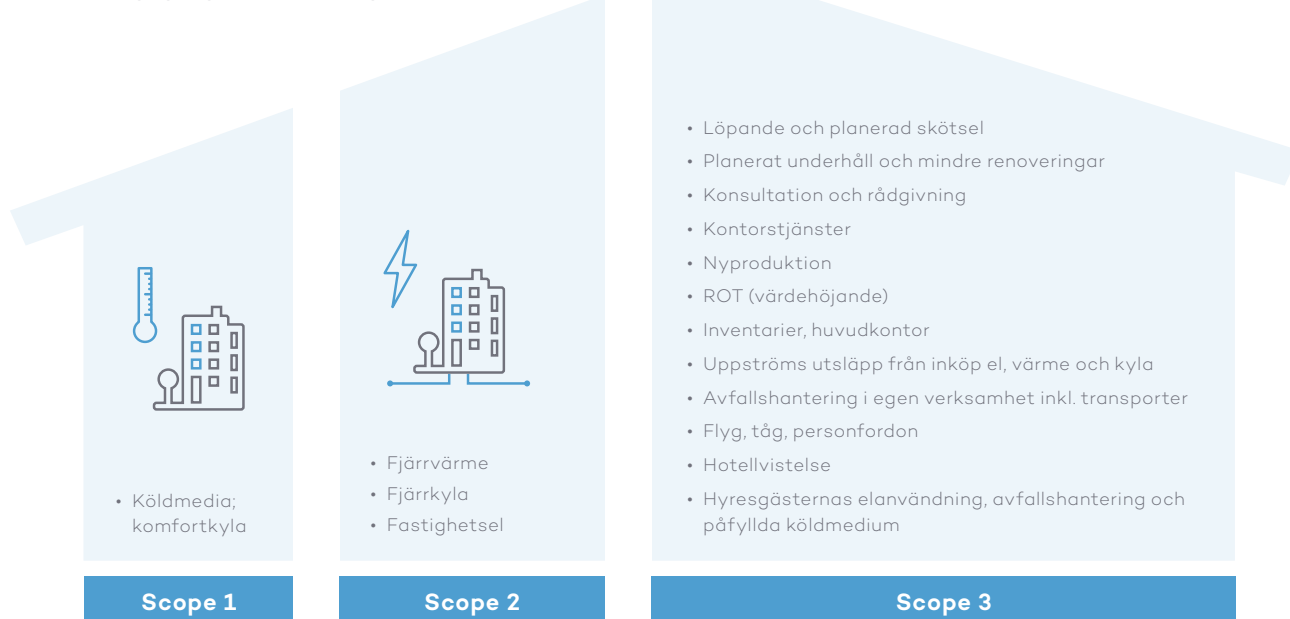 • Köldmedia;
komfortkyla
Scope 1
• Fjärrvärme
• Fjärrkyla
• Fastighetsel
Scope 2
• Löpande och planerad skötsel
• Planerat underhåll och mindre renoveringar
• Konsultation och rådgivning
• Kontorstjänster
• Nyproduktion
• ROT (värdehöjande)
• Inventarier, huvudkontor
• Uppströms utsläpp från inköp el, värme och kyla
• Avfallshantering i egen verksamhet inkl. transporter
• Flyg, tåg, personfordon
• Hotellvistelse
• Hyresgästernas elanvändning, avfallshantering och
påfyllda köldmedium
Scope 3